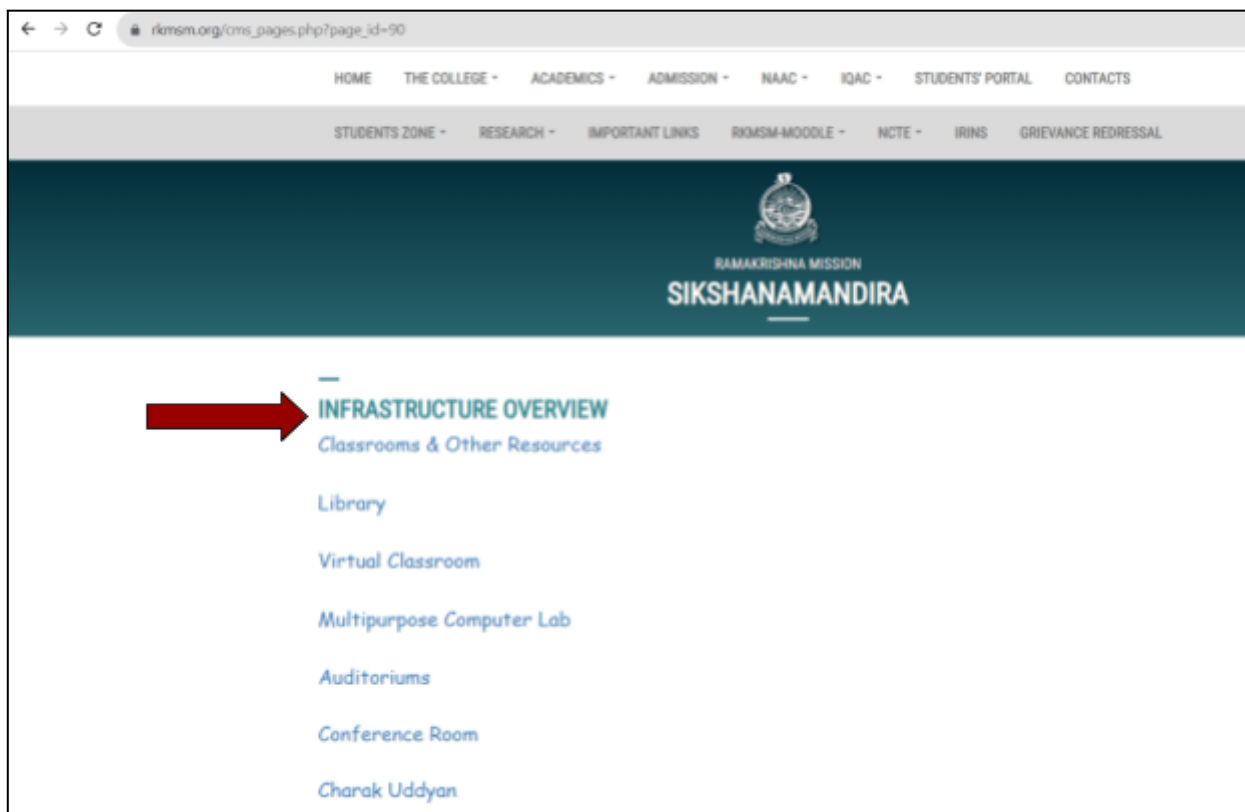 rkmsm.org/cms_pages.php?page_id=90
HOME THE COLLEGE ACADEMICS ADMISSION NAAC IQAC STUDENTS' PORTAL CONTACTS
STUDENTS ZONE RESEARCH IMPORTANT LINKS RKMSM-MOODLE NCTE IRINS GRIEVANCE REDRESSAL
RAMAKRISHNA MISSION
SIKSHANAMANDIRA
INFRASTRUCTURE OVERVIEW
Classrooms & Other Resources
Library
Virtual Classroom
Multipurpose Computer Lab
Auditoriums
Conference Room
Charak Uddyan